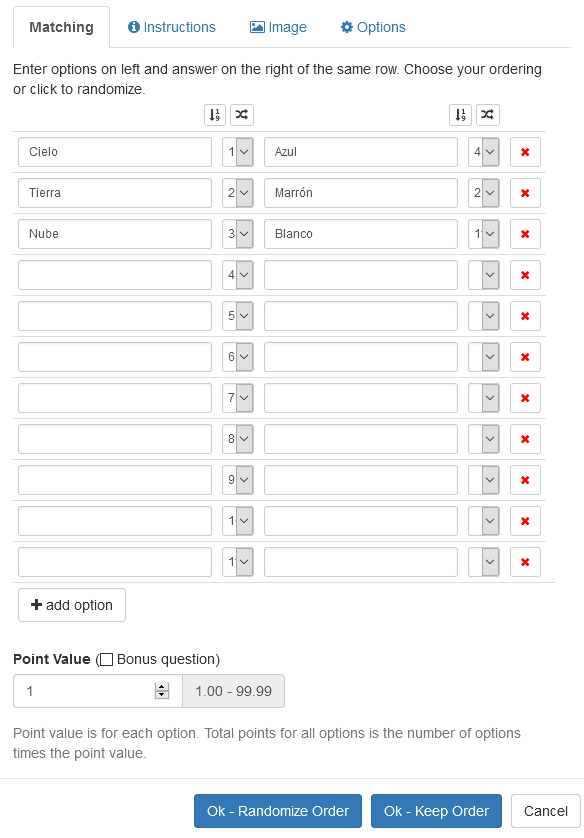 Matching Instructions Image Options
Enter options on left and answer on the right of the same row. Choose your ordering
or click to randomize.
Cielo 1 Azul 4
Tierra 2 Marrón 2
Nube 3 Blanco 1
4
5
6
7
8
9
1
1
add option
Point Value (Bonus question)
1 1.00 - 99.99
Point value is for each option. Total points for all options is the number of options
times the point value.
Ok - Randomize Order Ok - Keep Order Cancel